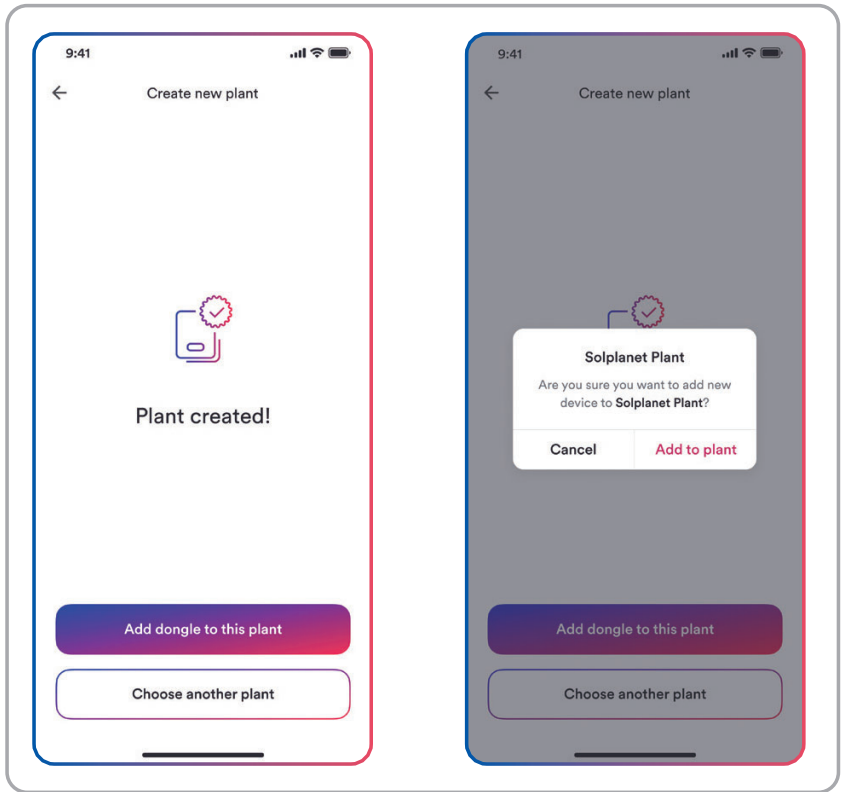 9:41
Create new plant
Plant created!
Add dongle to this plant
Choose another plant
9:41
Create new plant
Solplanet Plant
Are you sure you want to add new
device to Solplanet Plant?
Cancel
Add to plant
Add dongle to this plant
Choose another plant